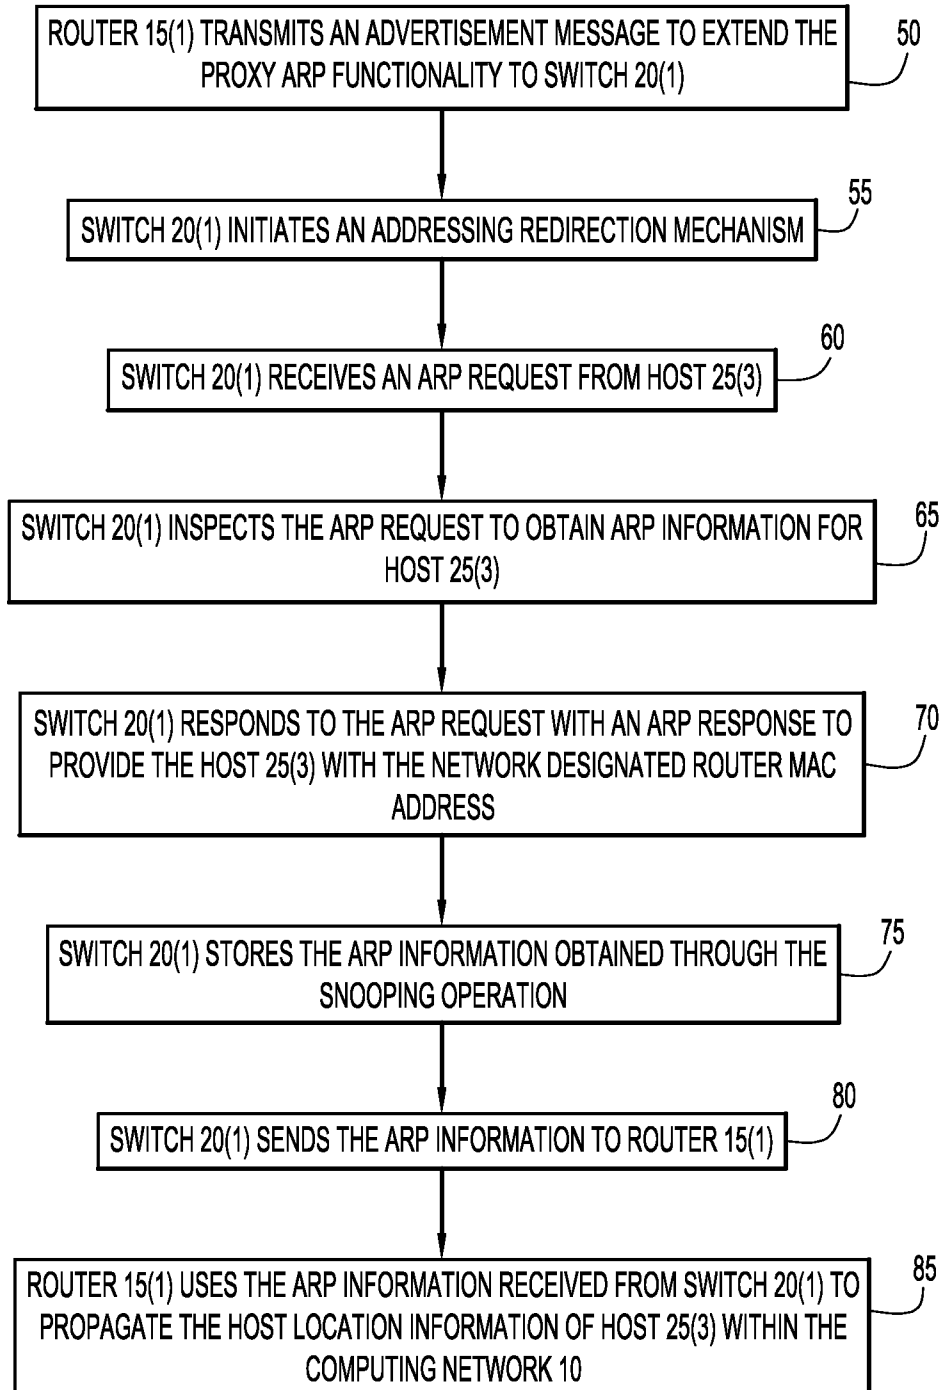 ROUTER 15(1) TRANSMITS AN ADVERTISEMENT MESSAGE TO EXTEND THE
PROXY ARP FUNCTIONALITY TO SWITCH 20(1)
50
SWITCH 20(1) INITIATES AN ADDRESSING REDIRECTION MECHANISM
55
SWITCH 20(1) RECEIVES AN ARP REQUEST FROM HOST 25(3)
60
SWITCH 20(1) INSPECTS THE ARP REQUEST TO OBTAIN ARP INFORMATION FOR
HOST 25(3)
65
SWITCH 20(1) RESPONDS TO THE ARP REQUEST WITH AN ARP RESPONSE TO
PROVIDE THE HOST 25(3) WITH THE NETWORK DESIGNATED ROUTER MAC
ADDRESS
70
SWITCH 20(1) STORES THE ARP INFORMATION OBTAINED THROUGH THE
SNOOPING OPERATION
75
SWITCH 20(1) SENDS THE ARP INFORMATION TO ROUTER 15(1)
80
ROUTER 15(1) USES THE ARP INFORMATION RECEIVED FROM SWITCH 20(1) TO
PROPAGATE THE HOST LOCATION INFORMATION OF HOST 25(3) WITHIN THE
COMPUTING NETWORK 10
85